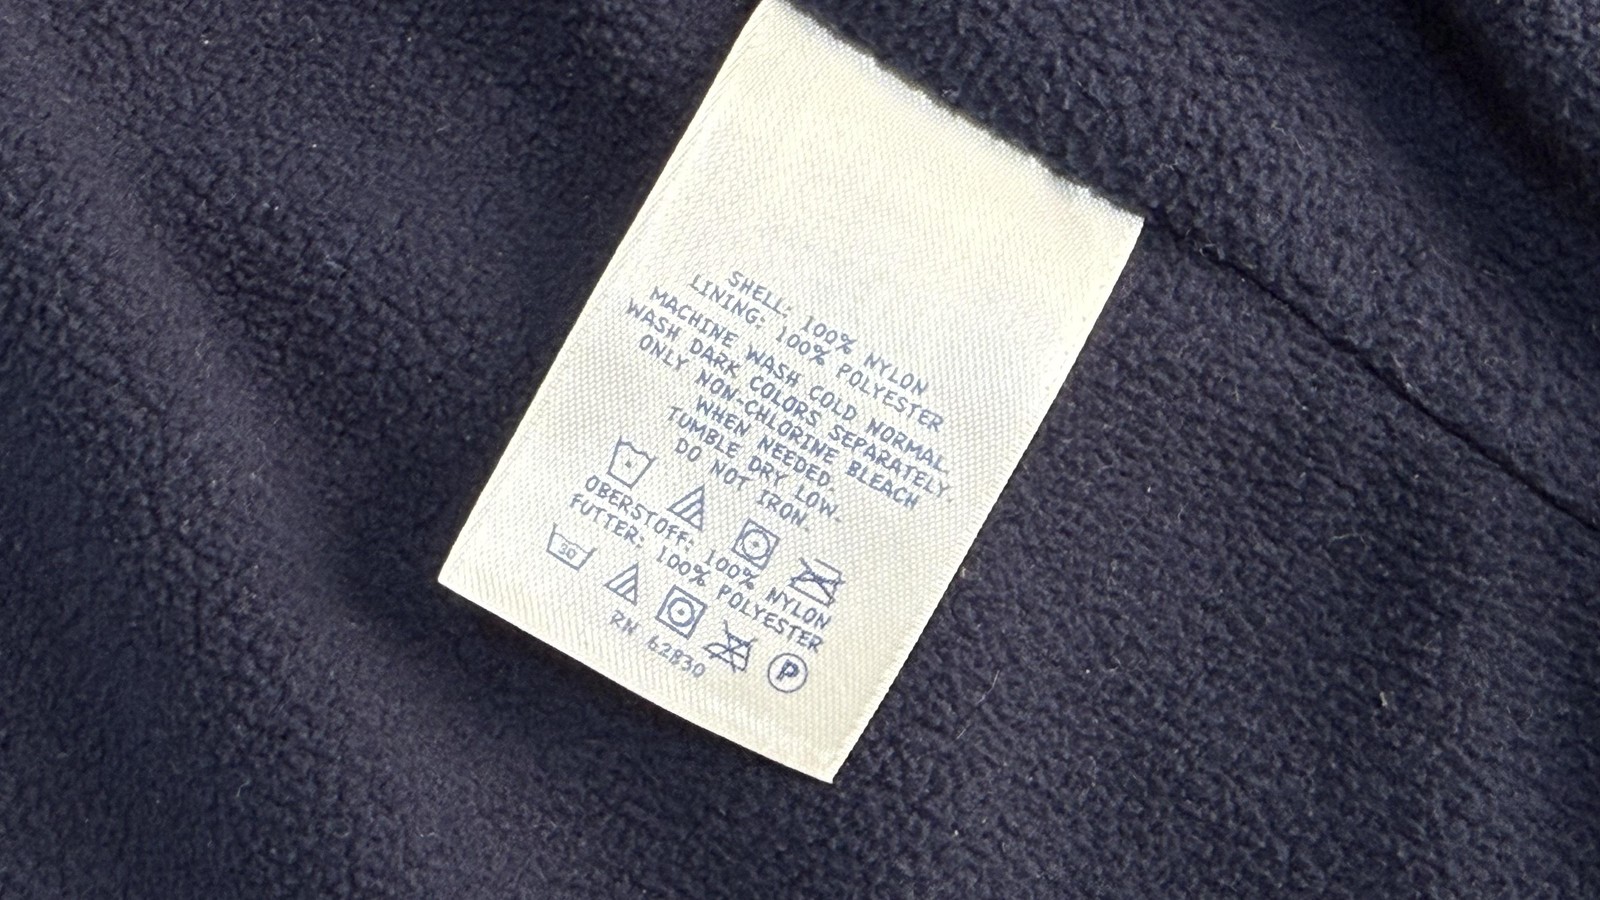 SHELL: 100% NYLON
LINING: 100% POLYESTER
MACHINE WASH COLD NORMAL.
WASH DARK COLORS SEPARATELY.
ONLY NON-CHLORINE BLEACH
WHEN NEEDED.
TUMBLE DRY LOW.
DO NOT IRON.
OBERSTOFF: 100% NYLON
FUTTER: 100% POLYESTER
30
P
RN 62830